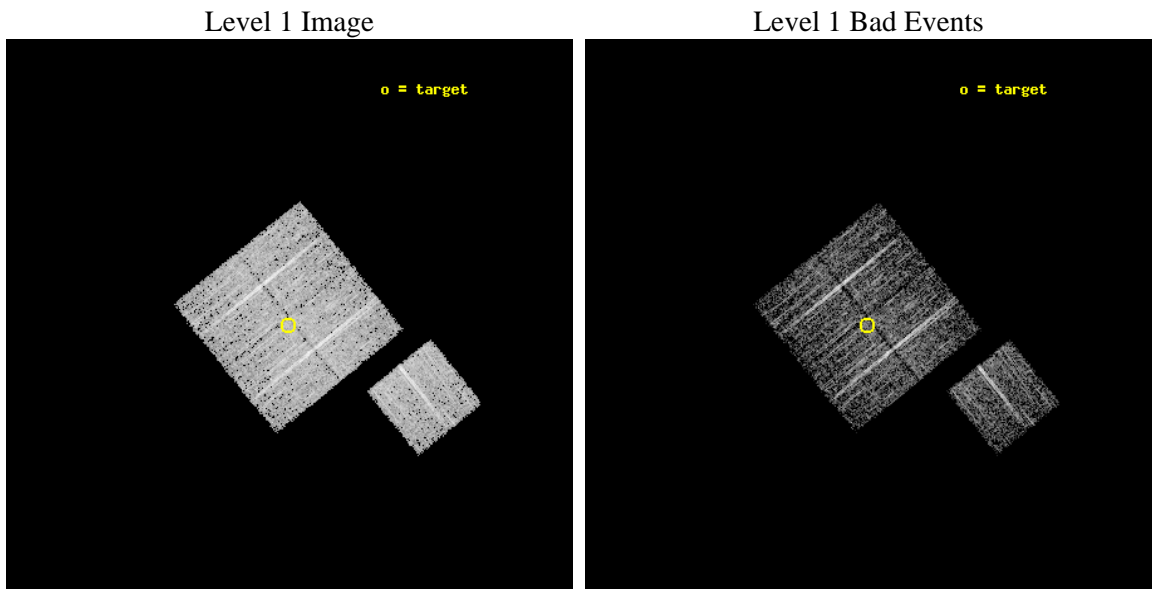 Level 1 Image
Level 1 Bad Events
o = target
o = target